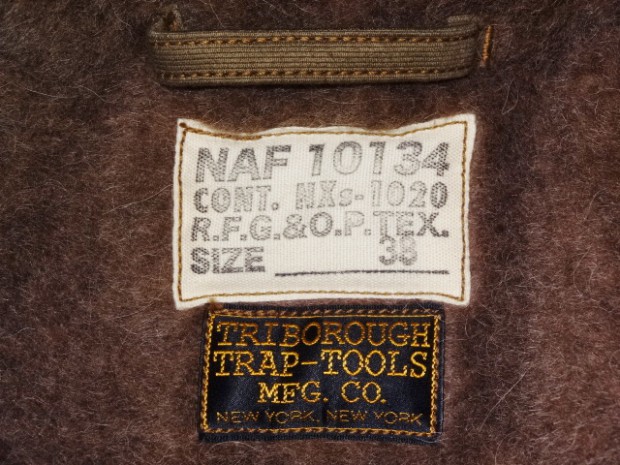 NAF 10134
CONT. NXs-1020
R.F.G.&O.P.TEX.
SIZE 38
TRIBOROUGH
TRAP-TOOLS
MFG. CO.
NEW YORK, NEW YORK